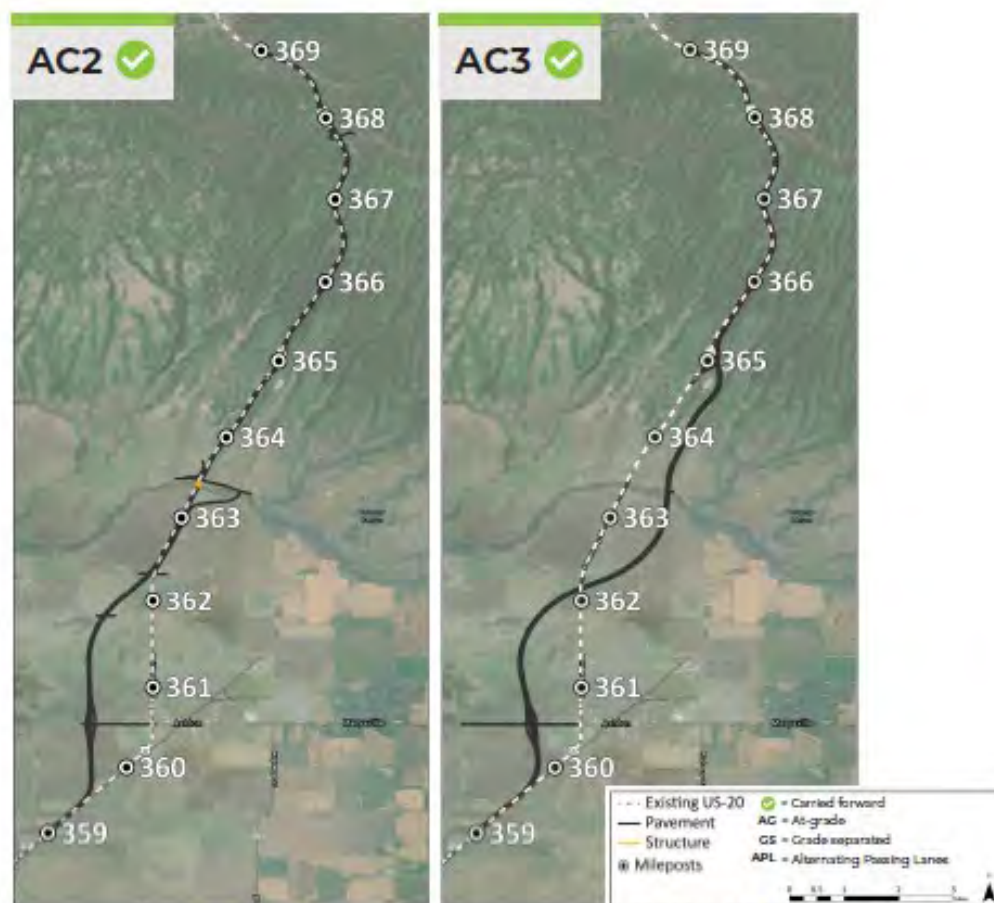 AC2
369
368
367
366
365
364
363
362
361
360
359
AC3
369
368
367
366
365
364
363
362
361
360
359
Existing US-20
Pavement
Structure
Mileposts
= Carried forward
AG = At-grade
GS = Grade separated
APL = Alternating Passing Lanes